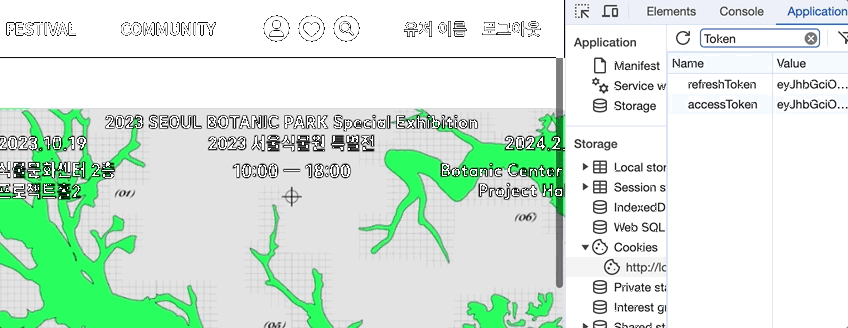 FESTIVAL COMMUNITY 유저 이름 로그아웃
2023 SEOUL BOTANIC PARK Special Exhibition
2023.10.19 2023 서울식물원 특별전 2024.2.
식물문화센터 2층 10:00 — 18:00 Botanic Center
프로젝트홀2 Project Ha
(01)
(06)
(05)
Elements Console Application
Application
Manifest
Service w
Storage
Storage
Local stor
Session s
IndexedD
Web SQL
Cookies
http://lo
Private sta
Interest gr
Shared st
Token
Name Value
refreshToken eyJhbGciO...
accessToken eyJhbGciO...